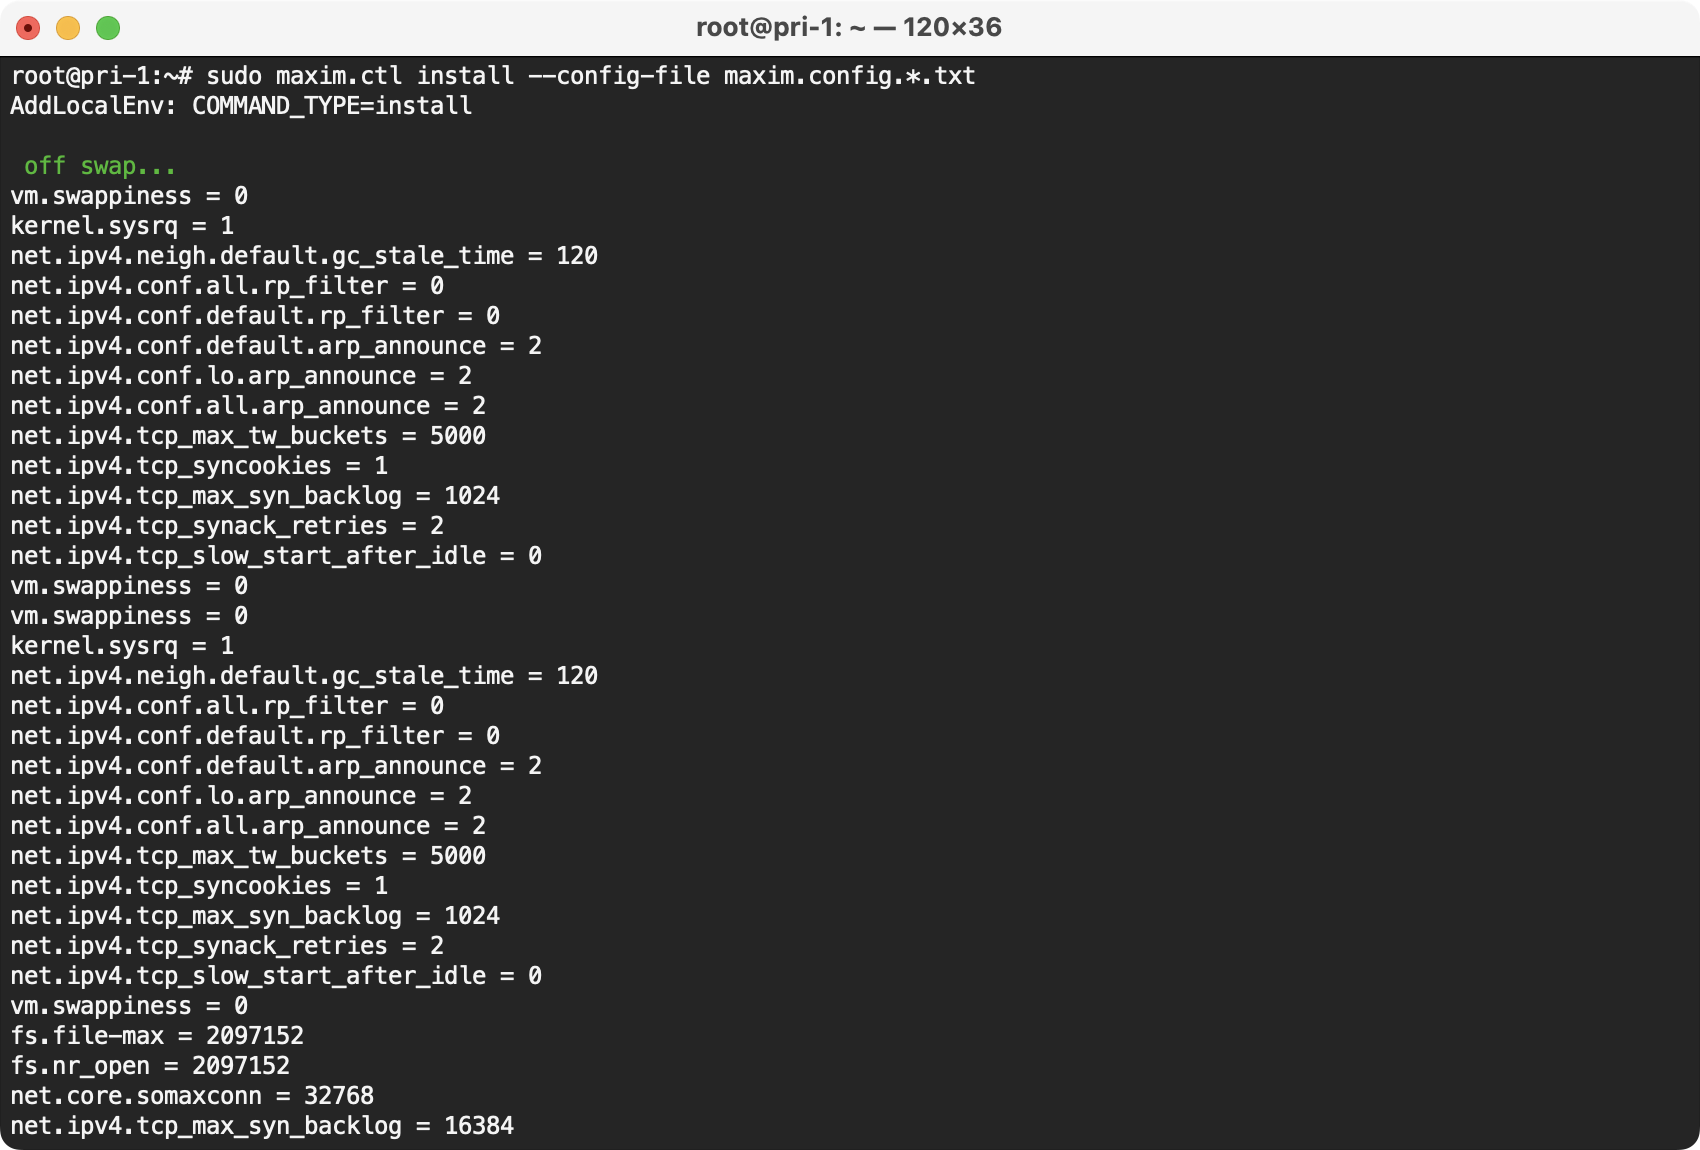 root@pri-1: ~ — 120×36
root@pri-1:~# sudo maxim.ctl install --config-file maxim.config.*.txt
AddLocalEnv: COMMAND_TYPE=install
off swap...
vm.swappiness = 0
kernel.sysrq = 1
net.ipv4.neigh.default.gc_stale_time = 120
net.ipv4.conf.all.rp_filter = 0
net.ipv4.conf.default.rp_filter = 0
net.ipv4.conf.default.arp_announce = 2
net.ipv4.conf.lo.arp_announce = 2
net.ipv4.conf.all.arp_announce = 2
net.ipv4.tcp_max_tw_buckets = 5000
net.ipv4.tcp_syncookies = 1
net.ipv4.tcp_max_syn_backlog = 1024
net.ipv4.tcp_synack_retries = 2
net.ipv4.tcp_slow_start_after_idle = 0
vm.swappiness = 0
vm.swappiness = 0
kernel.sysrq = 1
net.ipv4.neigh.default.gc_stale_time = 120
net.ipv4.conf.all.rp_filter = 0
net.ipv4.conf.default.rp_filter = 0
net.ipv4.conf.default.arp_announce = 2
net.ipv4.conf.lo.arp_announce = 2
net.ipv4.conf.all.arp_announce = 2
net.ipv4.tcp_max_tw_buckets = 5000
net.ipv4.tcp_syncookies = 1
net.ipv4.tcp_max_syn_backlog = 1024
net.ipv4.tcp_synack_retries = 2
net.ipv4.tcp_slow_start_after_idle = 0
vm.swappiness = 0
fs.file-max = 2097152
fs.nr_open = 2097152
net.core.somaxconn = 32768
net.ipv4.tcp_max_syn_backlog = 16384